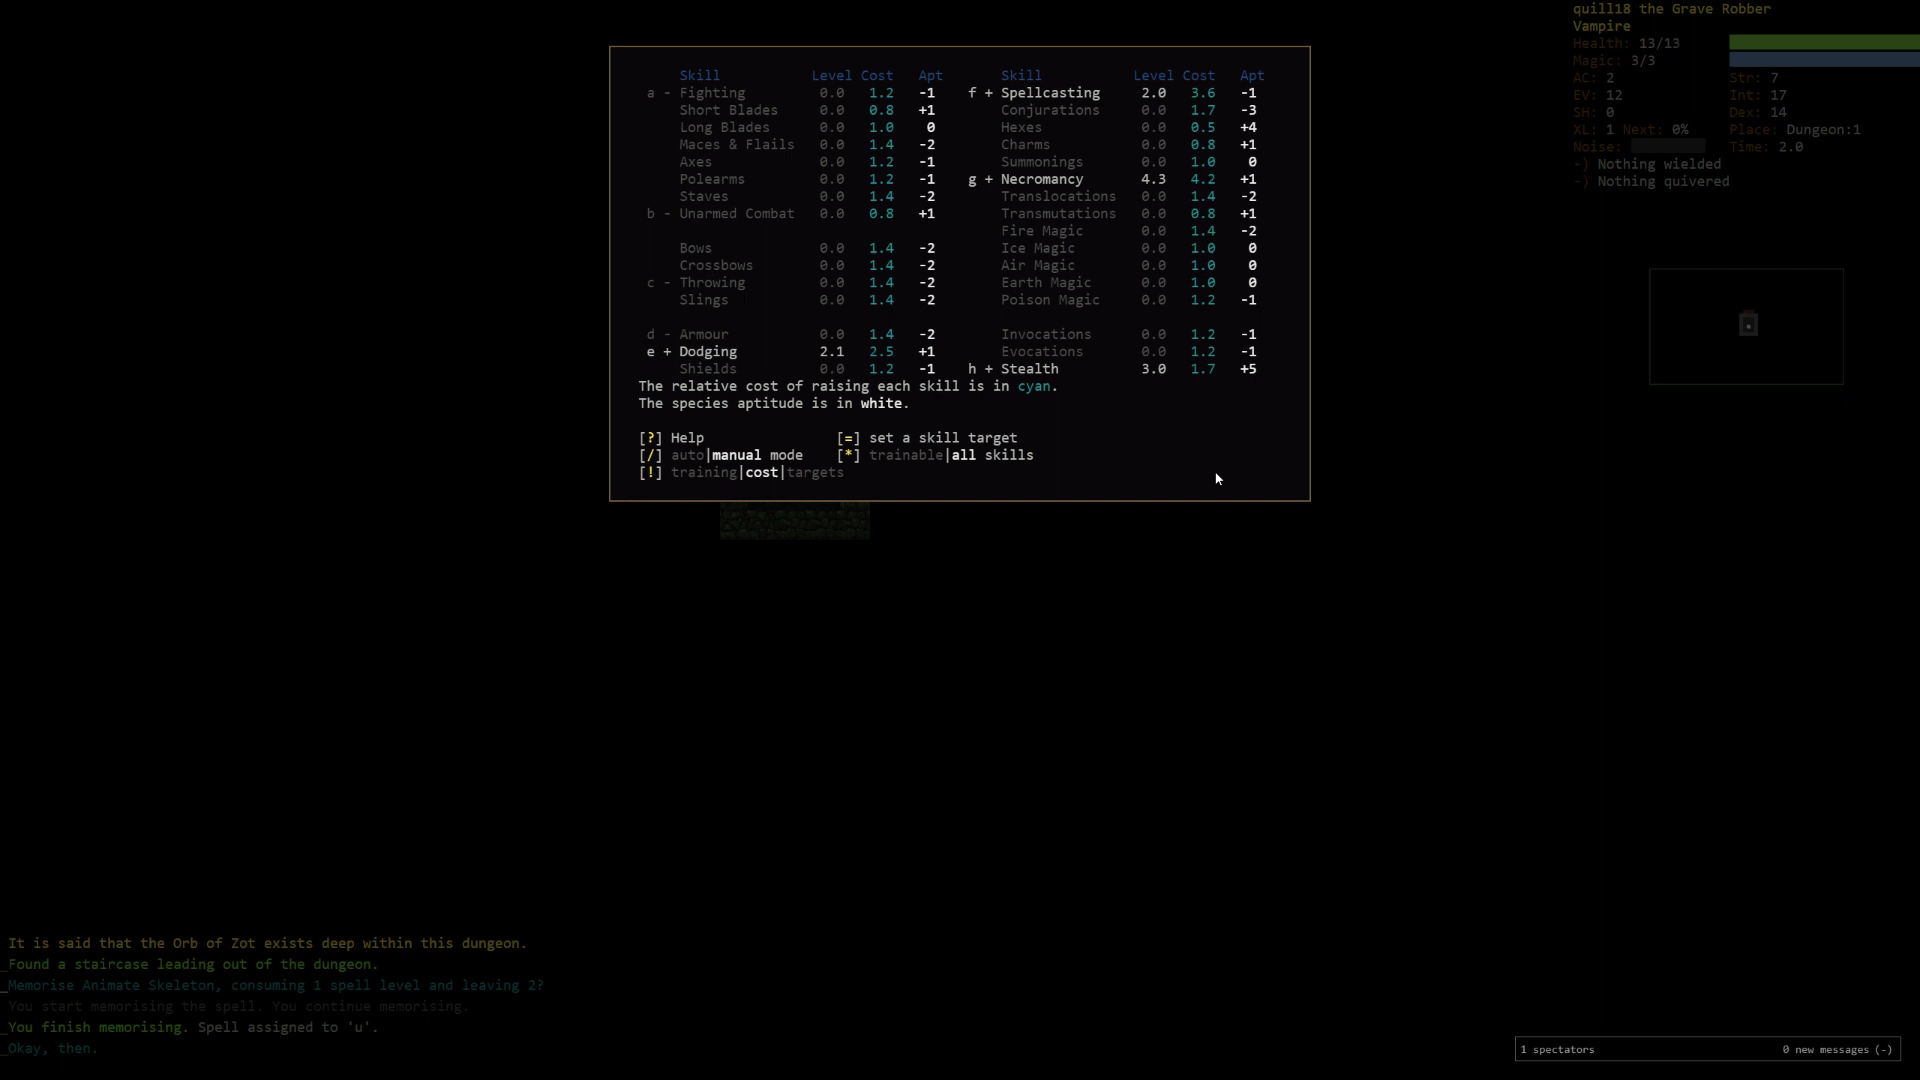 quill18 the Grave Robber
Vampire
Health: 13/13
Magic: 3/3
AC: 2 Str: 7
EV: 12 Int: 17
SH: 0 Dex: 14
XL: 1 Next: 0% Place: Dungeon:1
Noise: Time: 2.0
-) Nothing wielded
-) Nothing quivered
Skill Level Cost Apt Skill Level Cost Apt
a - Fighting 0.0 1.2 -1 f + Spellcasting 2.0 3.6 -1
Short Blades 0.0 0.8 +1 Conjurations 0.0 1.7 -3
Long Blades 0.0 1.0 0 Hexes 0.0 0.5 +4
Maces & Flails 0.0 1.4 -2 Charms 0.0 0.8 +1
Axes 0.0 1.2 -1 Summonings 0.0 1.0 0
Polearms 0.0 1.2 -1 g + Necromancy 4.3 4.2 +1
Staves 0.0 1.4 -2 Translocations 0.0 1.4 -2
b - Unarmed Combat 0.0 0.8 +1 Transmutations 0.0 0.8 +1
Fire Magic 0.0 1.4 -2
Bows 0.0 1.4 -2 Ice Magic 0.0 1.0 0
Crossbows 0.0 1.4 -2 Air Magic 0.0 1.0 0
c - Throwing 0.0 1.4 -2 Earth Magic 0.0 1.0 0
Slings 0.0 1.4 -2 Poison Magic 0.0 1.2 -1
d - Armour 0.0 1.4 -2 Invocations 0.0 1.2 -1
e + Dodging 2.1 2.5 +1 Evocations 0.0 1.2 -1
Shields 0.0 1.2 -1 h + Stealth 3.0 1.7 +5
The relative cost of raising each skill is in cyan.
The species aptitude is in white.
[?] Help [=] set a skill target
[/] auto|manual mode [*] trainable|all skills
[!] training|cost|targets
It is said that the Orb of Zot exists deep within this dungeon.
_Found a staircase leading out of the dungeon.
_Memorise Animate Skeleton, consuming 1 spell level and leaving 2?
You start memorising the spell. You continue memorising.
_You finish memorising. Spell assigned to 'u'.
_Okay, then.
1 spectators 0 new messages (-)